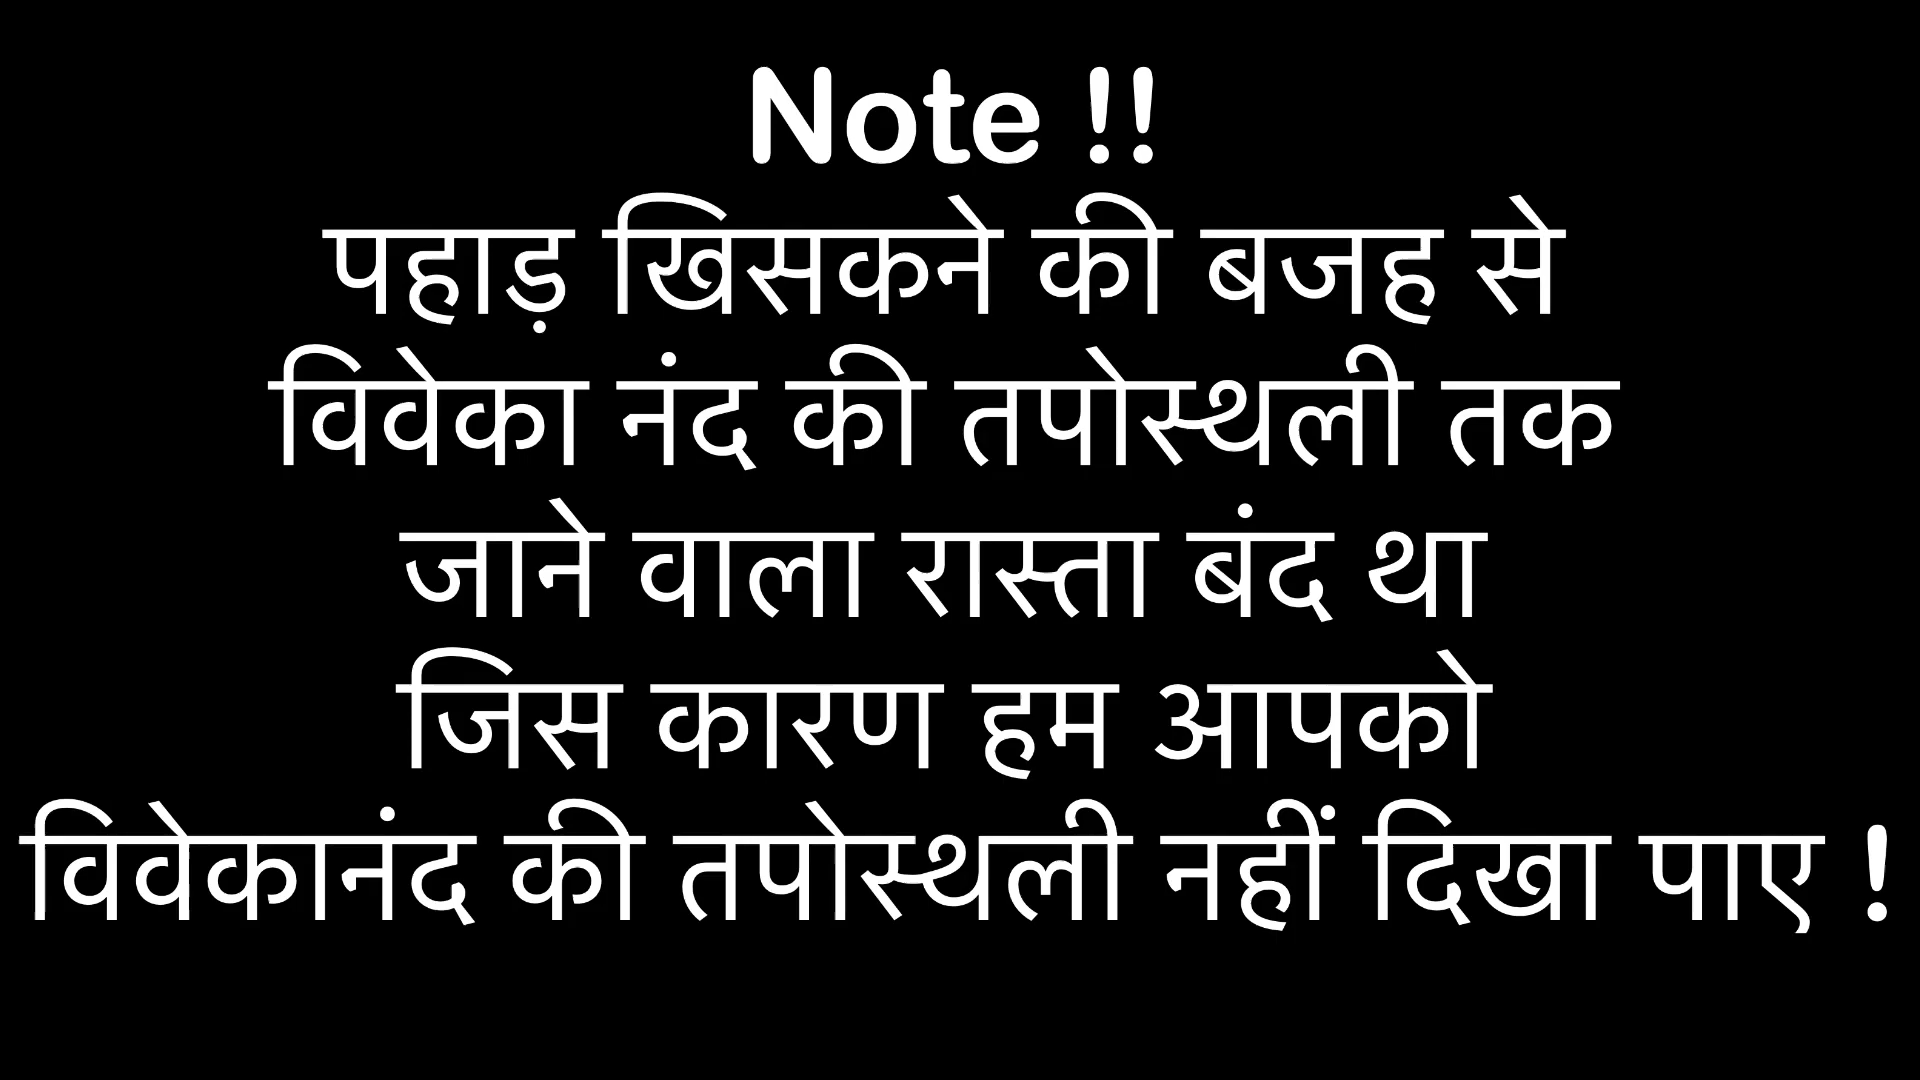 Note !!
पहाड़ खिसकने की बजह से
विवेका नंद की तपोस्थली तक
जाने वाला रास्ता बंद था
जिस कारण हम आपको
विवेकानंद की तपोस्थली नहीं दिखा पाए !